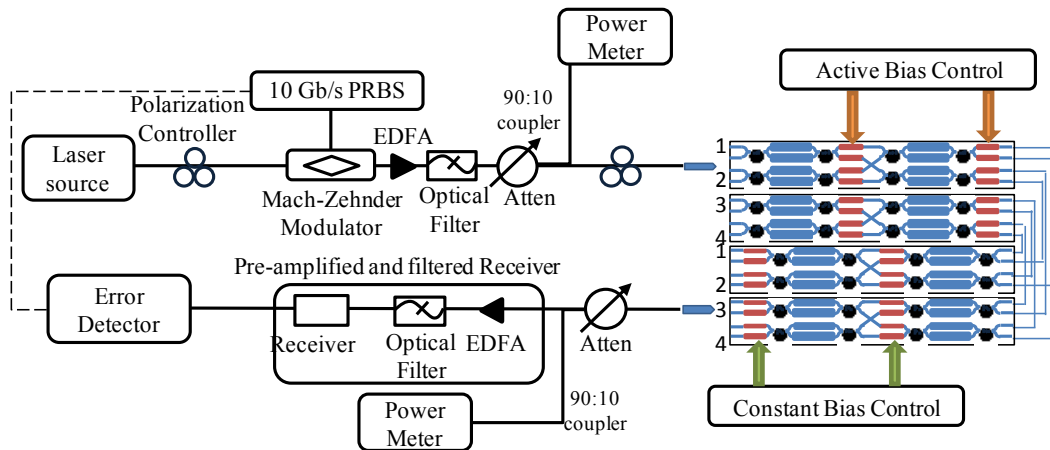 Power
Meter
10 Gb/s PRBS
Active Bias Control
Polarization
Controller
90:10
coupler
EDFA
Laser
source
Mach-Zehnder
Modulator
Optical
Filter
Atten
1
2
3
4
1
2
3
4
Pre-amplified and filtered Receiver
Error
Detector
Receiver
Optical
Filter
EDFA
Atten
Power
Meter
90:10
coupler
Constant Bias Control